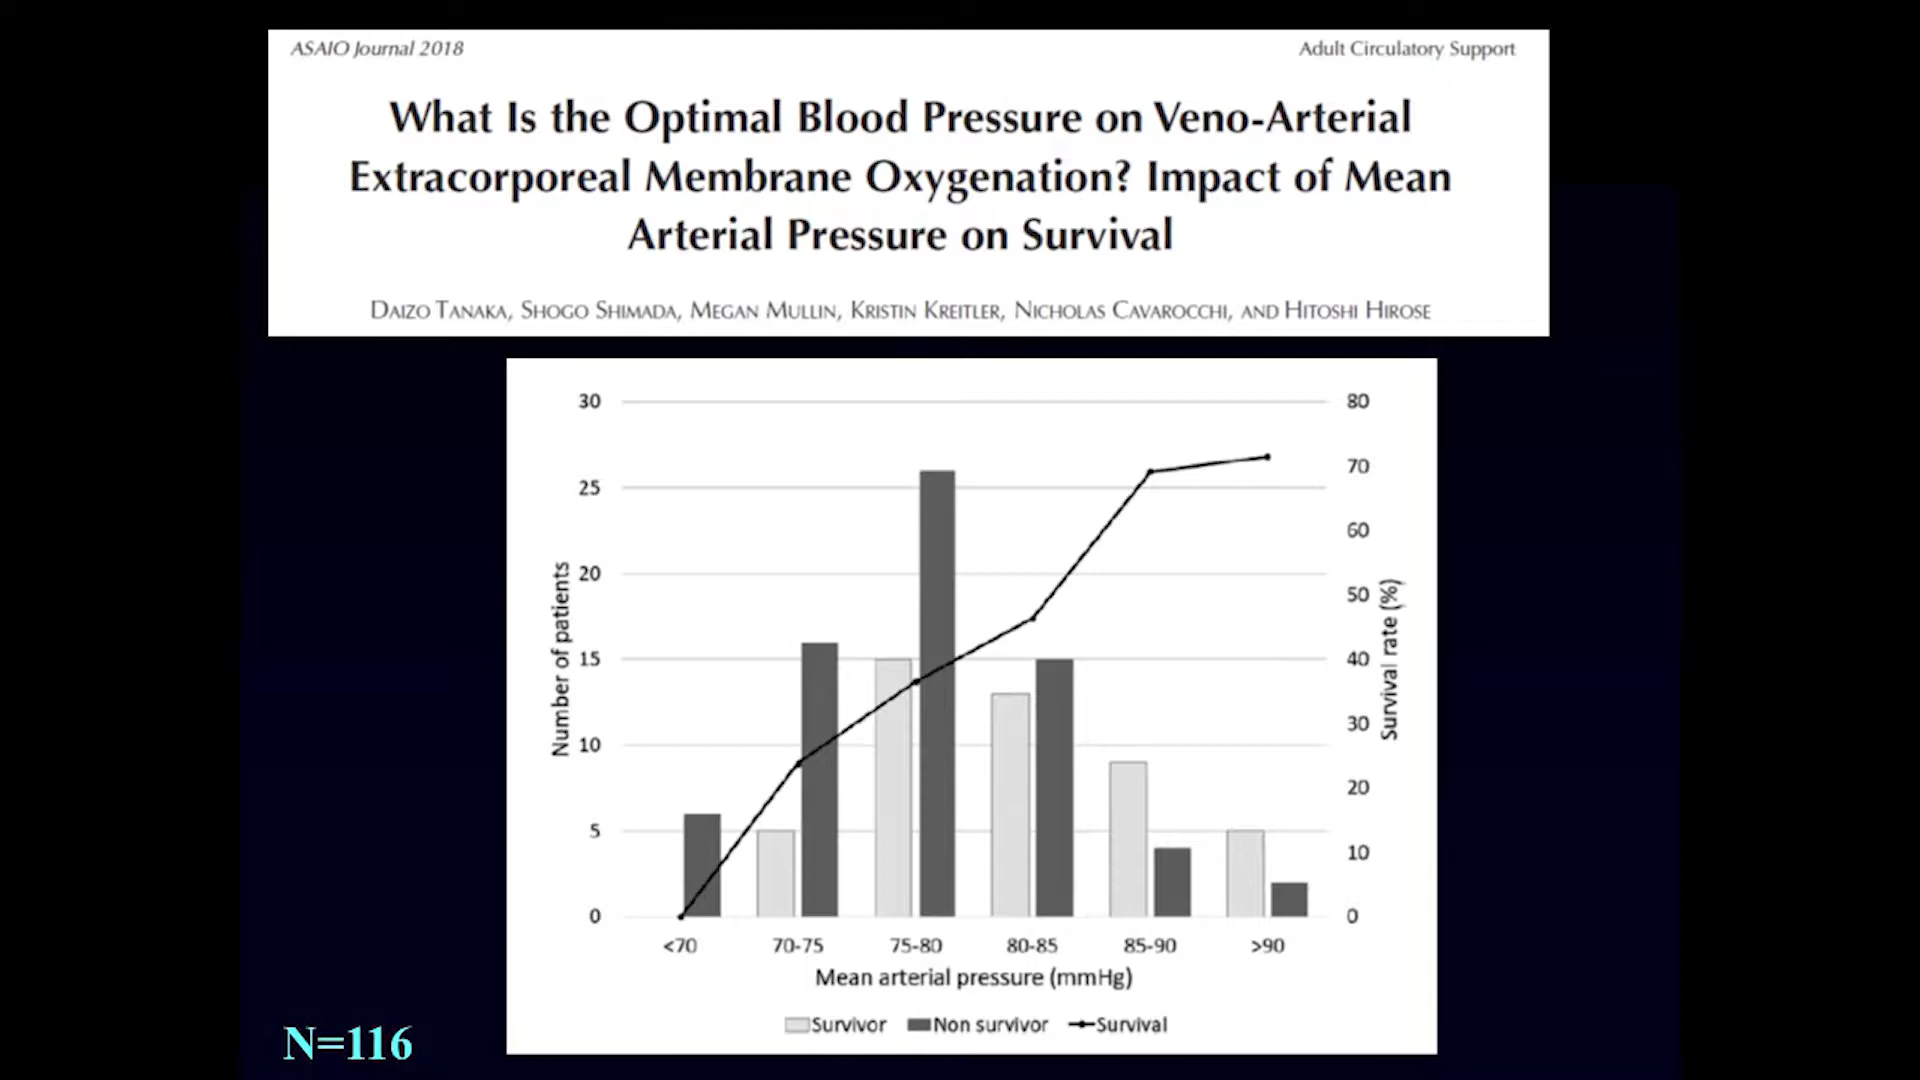 ASAIO Journal 2018
Adult Circulatory Support
What Is the Optimal Blood Pressure on Veno-Arterial
Extracorporeal Membrane Oxygenation? Impact of Mean
Arterial Pressure on Survival
DAIZO TANAKA, SHOGO SHIMADA, MEGAN MULLIN, KRISTIN KREITLER, NICHOLAS CAVAROCCHI, AND HITOSHI HIROSE
30
25
20
15
10
5
0
Number of patients
80
70
60
50
40
30
20
10
0
Survival rate (%)
<70 70-75 75-80 80-85 85-90 >90
Mean arterial pressure (mmHg)
Survivor Non survivor Survival
N=116